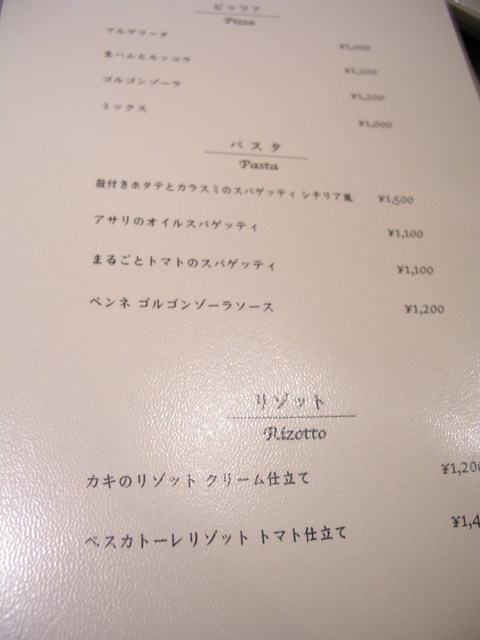 ピッツァ
Pizza
マルゲリータ ¥1,000
生ハムとルッコラ ¥1,200
ゴルゴンゾーラ ¥1,200
ミックス ¥1,000
パスタ
Pasta
殻付きホタテとカラスミのスパゲッティ シチリア風 ¥1,500
アサリのオイルスパゲッティ ¥1,100
まるごとトマトのスパゲッティ ¥1,100
ペンネ ゴルゴンゾーラソース ¥1,200
リゾット
Rizotto
カキのリゾット クリーム仕立て ¥1,200
ペスカトーレリゾット トマト仕立て ¥1,4